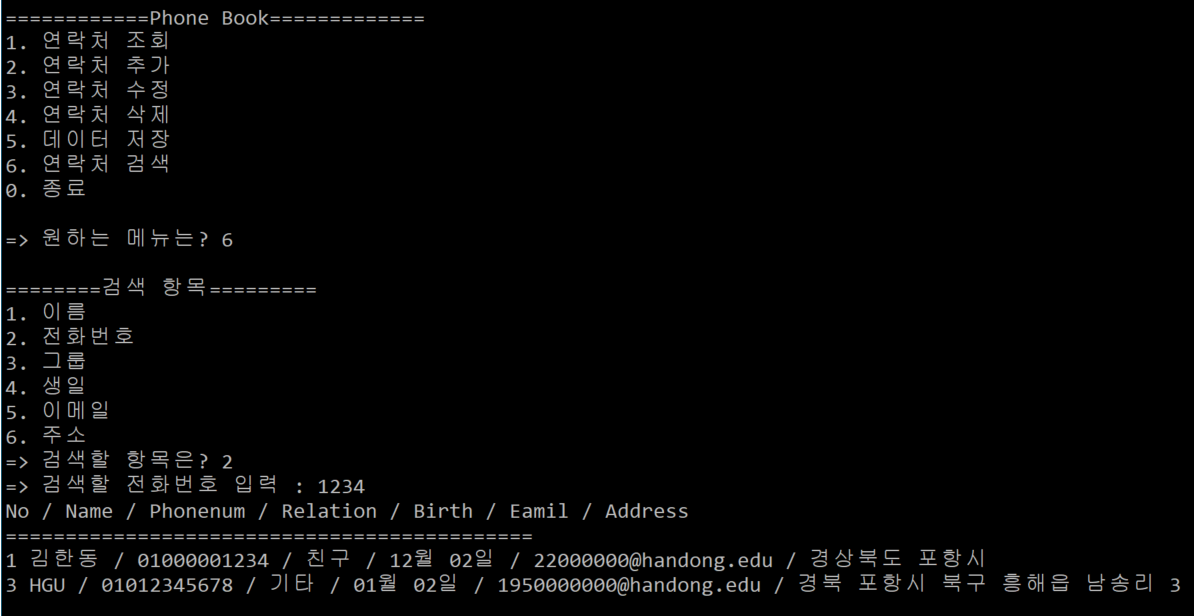 ============Phone Book=============
1. 연락처 조회
2. 연락처 추가
3. 연락처 수정
4. 연락처 삭제
5. 데이터 저장
6. 연락처 검색
0. 종료
=> 원하는 메뉴는? 6
========검색 항목=========
1. 이름
2. 전화번호
3. 그룹
4. 생일
5. 이메일
6. 주소
=> 검색할 항목은? 2
=> 검색할 전화번호 입력 : 1234
No / Name / Phonenum / Relation / Birth / Eamil / Address
============================================
1 김한동 / 01000001234 / 친구 / 12월 02일 / 22000000@handong.edu / 경상북도 포항시
3 HGU / 01012345678 / 기타 / 01월 02일 / 1950000000@handong.edu / 경북 포항시 북구 흥해읍 남송리 3